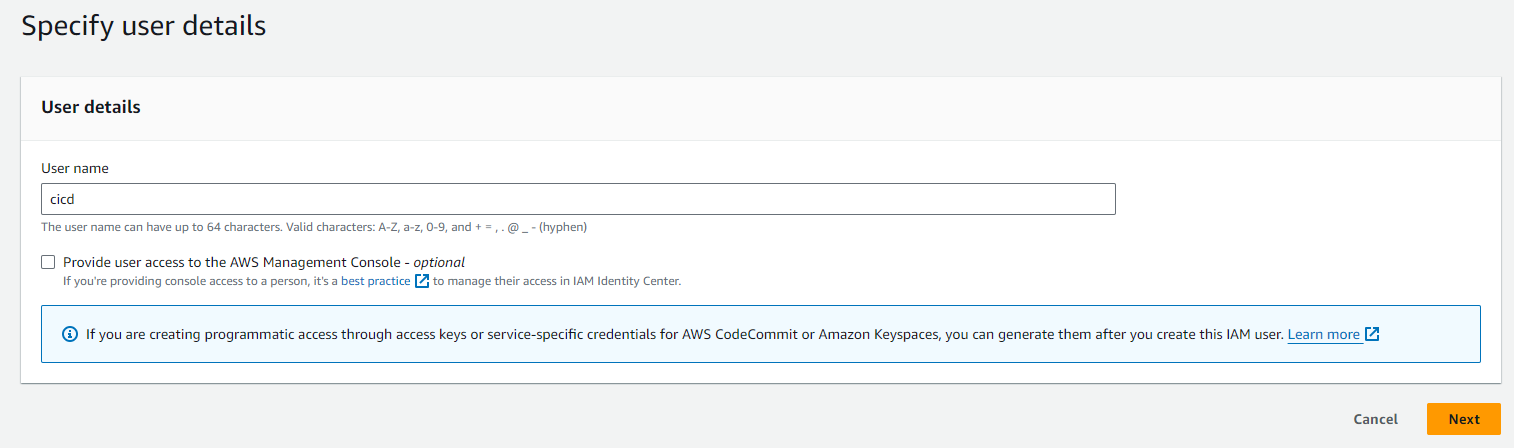 Specify user details
User details
User name
cicd
The user name can have up to 64 characters. Valid characters: A-Z, a-z, 0-9, and + = , . @ _ - (hyphen)
Provide user access to the AWS Management Console - optional
If you're providing console access to a person, it's a best practice to manage their access in IAM Identity Center.
If you are creating programmatic access through access keys or service-specific credentials for AWS CodeCommit or Amazon Keyspaces, you can generate them after you create this IAM user. Learn more
Cancel Next